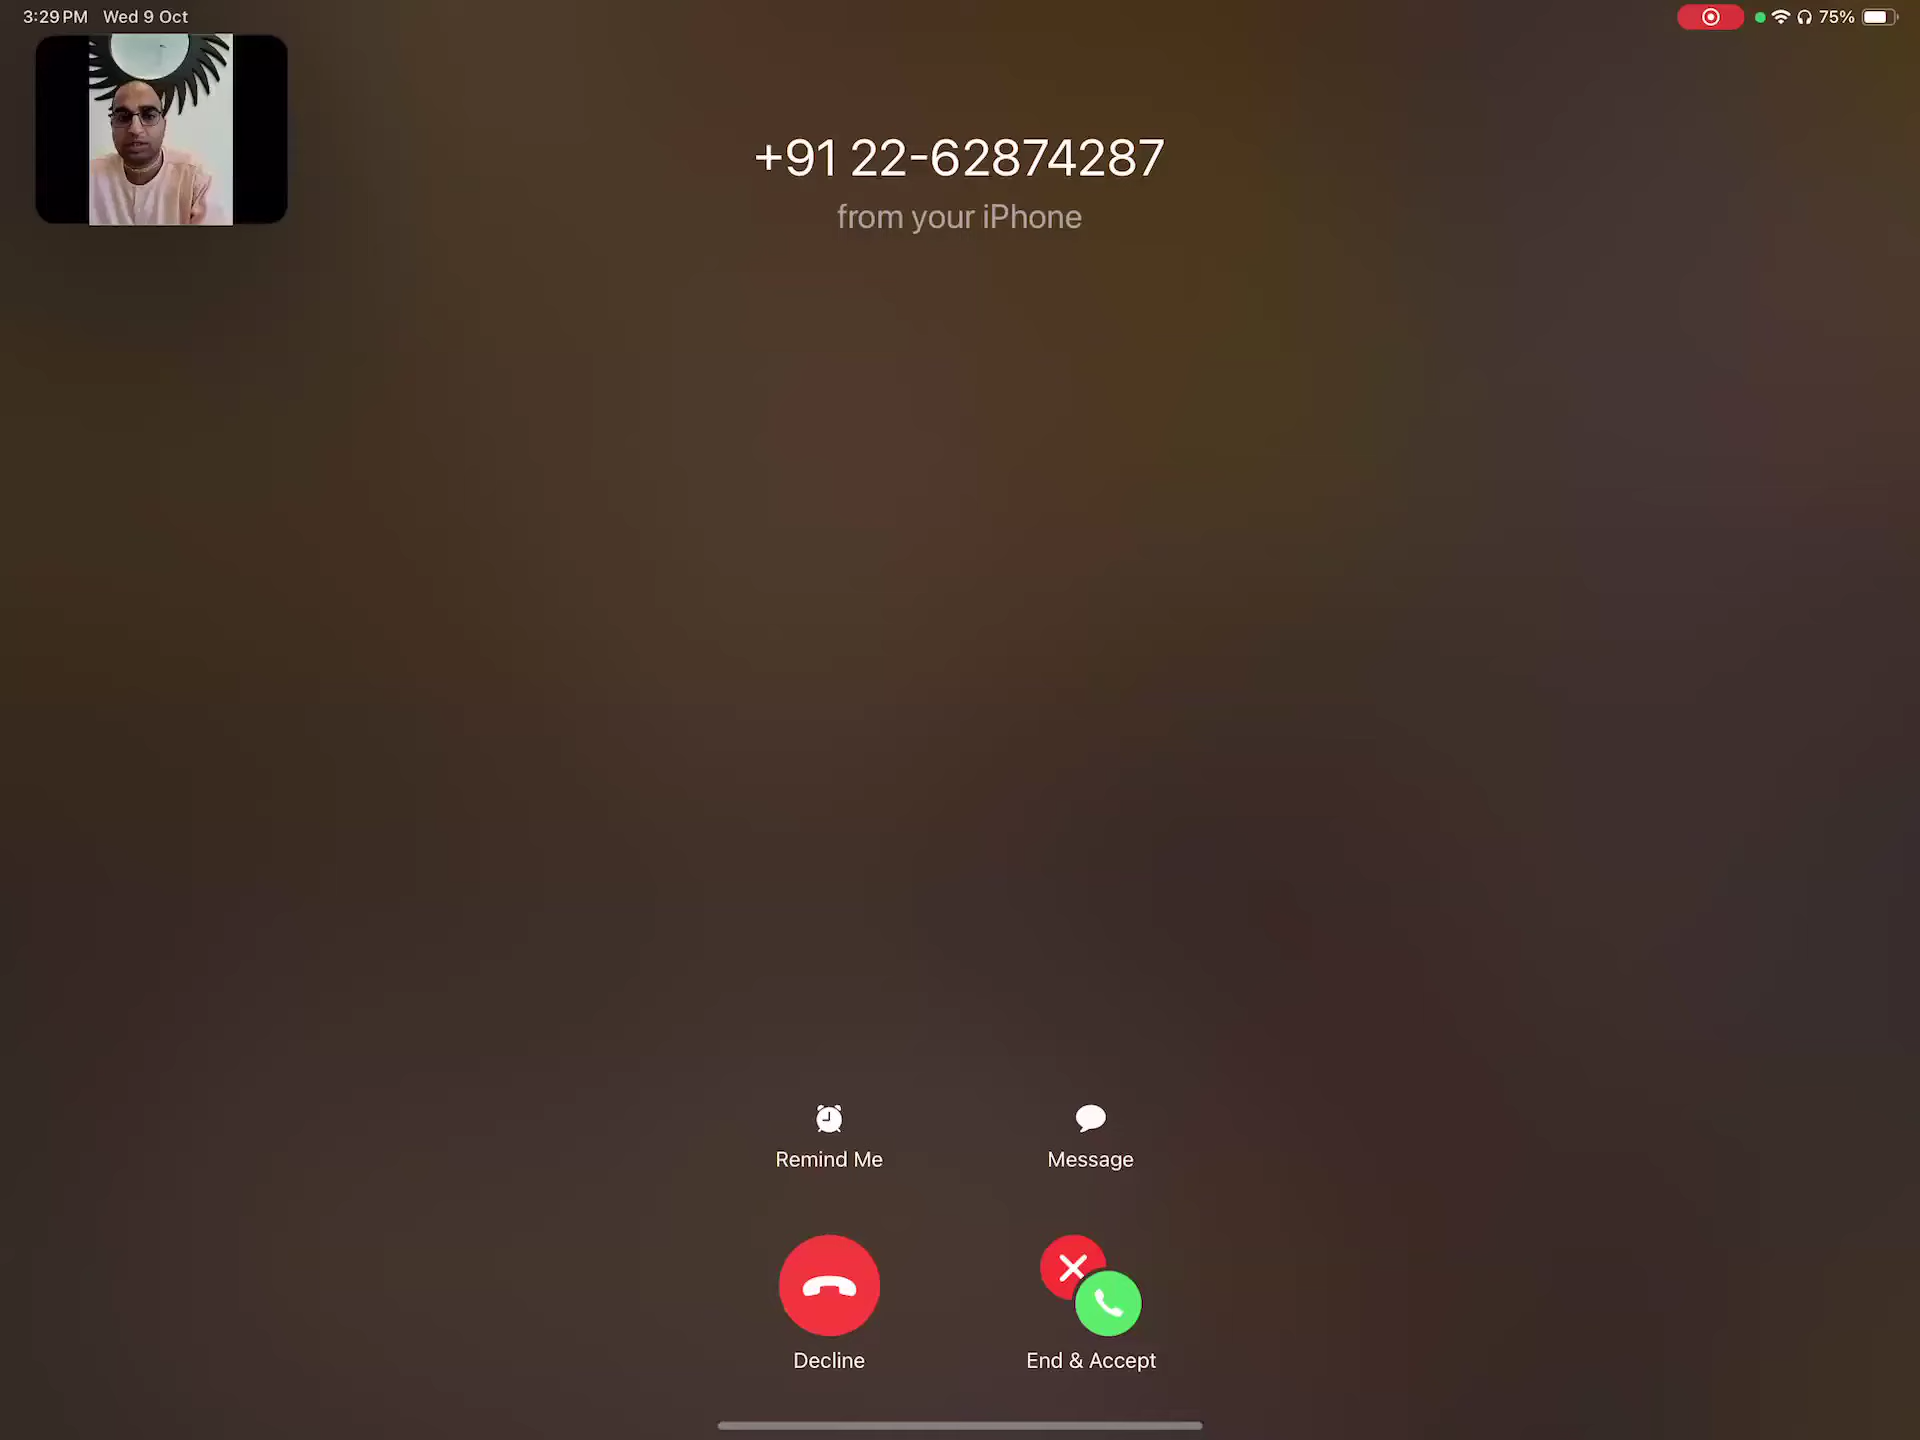 3:29 PM Wed 9 Oct
75%
+91 22-62874287
from your iPhone
Remind Me
Message
Decline
End & Accept